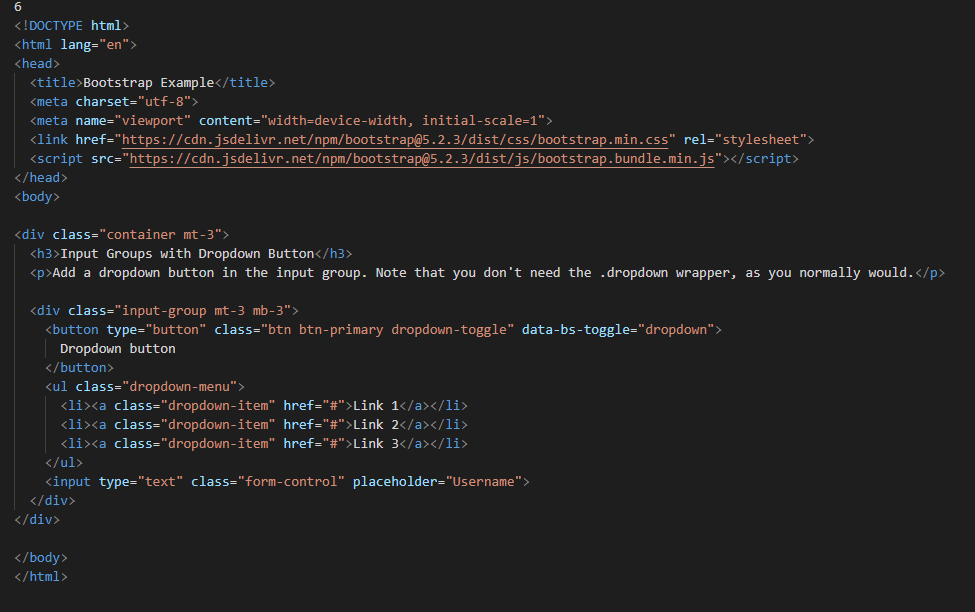 6
<!DOCTYPE html>
<html lang="en">
<head>
<title>Bootstrap Example</title>
<meta charset="utf-8">
<meta name="viewport" content="width=device-width, initial-scale=1">
<link href="https://cdn.jsdelivr.net/npm/bootstrap@5.2.3/dist/css/bootstrap.min.css" rel="stylesheet">
<script src="https://cdn.jsdelivr.net/npm/bootstrap@5.2.3/dist/js/bootstrap.bundle.min.js"></script>
</head>
<body>
<div class="container mt-3">
<h3>Input Groups with Dropdown Button</h3>
<p>Add a dropdown button in the input group. Note that you don't need the .dropdown wrapper, as you normally would.</p>
<div class="input-group mt-3 mb-3">
<button type="button" class="btn btn-primary dropdown-toggle" data-bs-toggle="dropdown">
Dropdown button
</button>
<ul class="dropdown-menu">
<li><a class="dropdown-item" href="#">Link 1</a></li>
<li><a class="dropdown-item" href="#">Link 2</a></li>
<li><a class="dropdown-item" href="#">Link 3</a></li>
</ul>
<input type="text" class="form-control" placeholder="Username">
</div>
</div>
</body>
</html>